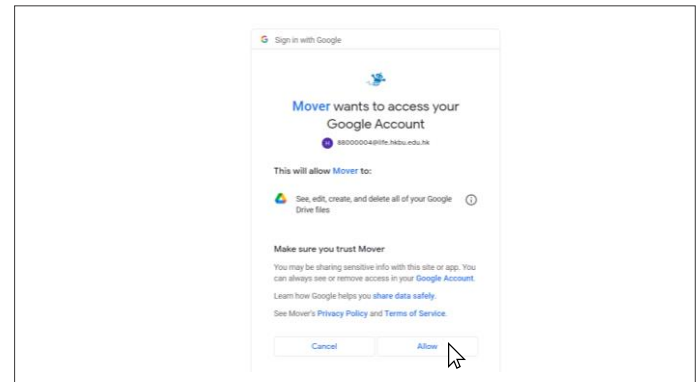 Sign in with Google
Mover wants to access your
Google Account
H 88000004@life.hkbu.edu.hk
This will allow Mover to:
See, edit, create, and delete all of your Google
Drive files
Make sure you trust Mover
You may be sharing sensitive info with this site or app. You
can always see or remove access in your Google Account.
Learn how Google helps you share data safely.
See Mover's Privacy Policy and Terms of Service.
Cancel Allow